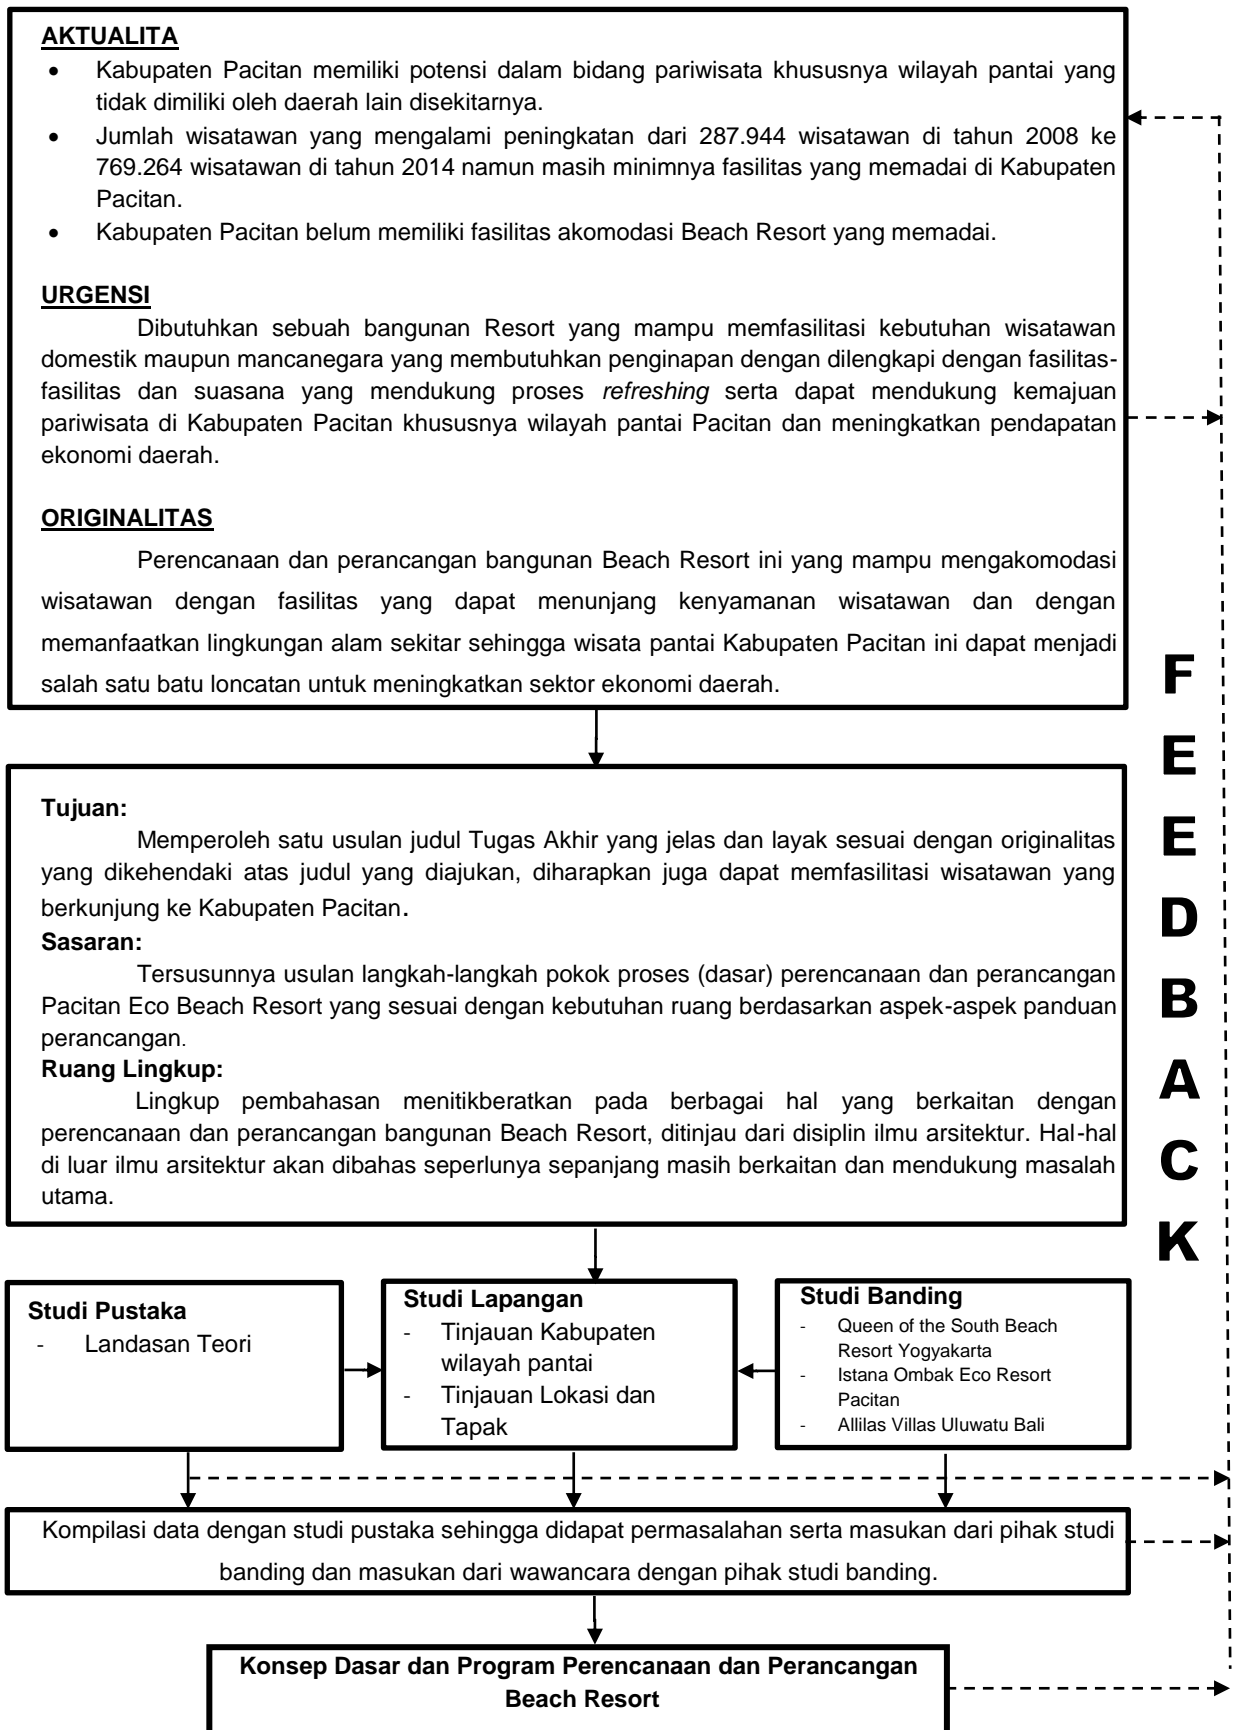 AKTUALITA
• Kabupaten Pacitan memiliki potensi dalam bidang pariwisata khususnya wilayah pantai yang
tidak dimiliki oleh daerah lain disekitarnya.
• Jumlah wisatawan yang mengalami peningkatan dari 287.944 wisatawan di tahun 2008 ke
769.264 wisatawan di tahun 2014 namun masih minimnya fasilitas yang memadai di Kabupaten
Pacitan.
• Kabupaten Pacitan belum memiliki fasilitas akomodasi Beach Resort yang memadai.
URGENSI
Dibutuhkan sebuah bangunan Resort yang mampu memfasilitasi kebutuhan wisatawan
domestik maupun mancanegara yang membutuhkan penginapan dengan dilengkapi dengan fasilitas-
fasilitas dan suasana yang mendukung proses refreshing serta dapat mendukung kemajuan
pariwisata di Kabupaten Pacitan khususnya wilayah pantai Pacitan dan meningkatkan pendapatan
ekonomi daerah.
ORIGINALITAS
Perencanaan dan perancangan bangunan Beach Resort ini yang mampu mengakomodasi
wisatawan dengan fasilitas yang dapat menunjang kenyamanan wisatawan dan dengan
memanfaatkan lingkungan alam sekitar sehingga wisata pantai Kabupaten Pacitan ini dapat menjadi
salah satu batu loncatan untuk meningkatkan sektor ekonomi daerah.
Tujuan:
Memperoleh satu usulan judul Tugas Akhir yang jelas dan layak sesuai dengan originalitas
yang dikehendaki atas judul yang diajukan, diharapkan juga dapat memfasilitasi wisatawan yang
berkunjung ke Kabupaten Pacitan.
Sasaran:
Tersusunnya usulan langkah-langkah pokok proses (dasar) perencanaan dan perancangan
Pacitan Eco Beach Resort yang sesuai dengan kebutuhan ruang berdasarkan aspek-aspek panduan
perancangan.
Ruang Lingkup:
Lingkup pembahasan menitikberatkan pada berbagai hal yang berkaitan dengan
perencanaan dan perancangan bangunan Beach Resort, ditinjau dari disiplin ilmu arsitektur. Hal-hal
di luar ilmu arsitektur akan dibahas seperlunya sepanjang masih berkaitan dan mendukung masalah
utama.
Studi Pustaka
- Landasan Teori
Studi Lapangan
- Tinjauan Kabupaten
wilayah pantai
- Tinjauan Lokasi dan
Tapak
Studi Banding
- Queen of the South Beach
Resort Yogyakarta
- Istana Ombak Eco Resort
Pacitan
- Allilas Villas Uluwatu Bali
Kompilasi data dengan studi pustaka sehingga didapat permasalahan serta masukan dari pihak studi
banding dan masukan dari wawancara dengan pihak studi banding.
Konsep Dasar dan Program Perencanaan dan Perancangan
Beach Resort
F
E
E
D
B
A
C
K